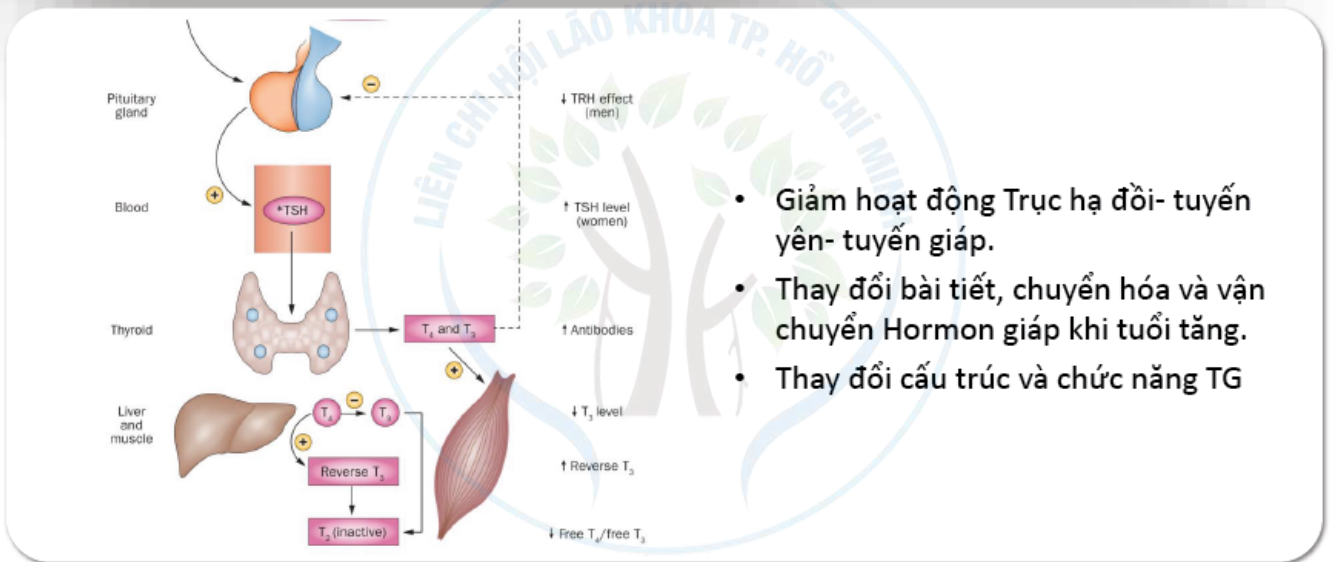 LIÊN CHI HỘI LÃO KHOA TP. HỒ CHÍ MINH
Pituitary
gland
↓ TRH effect
(men)
Blood
*TSH
↑ TSH level
(women)
Thyroid
T4 and T3
↑ Antibodies
Liver
and
muscle
T4
T3
↓ T3 level
Reverse T3
↑ Reverse T3
T2 (inactive)
↓ Free T4/free T3
• Giảm hoạt động Trục hạ đồi- tuyến
yên- tuyến giáp.
• Thay đổi bài tiết, chuyển hóa và vận
chuyển Hormon giáp khi tuổi tăng.
• Thay đổi cấu trúc và chức năng TG